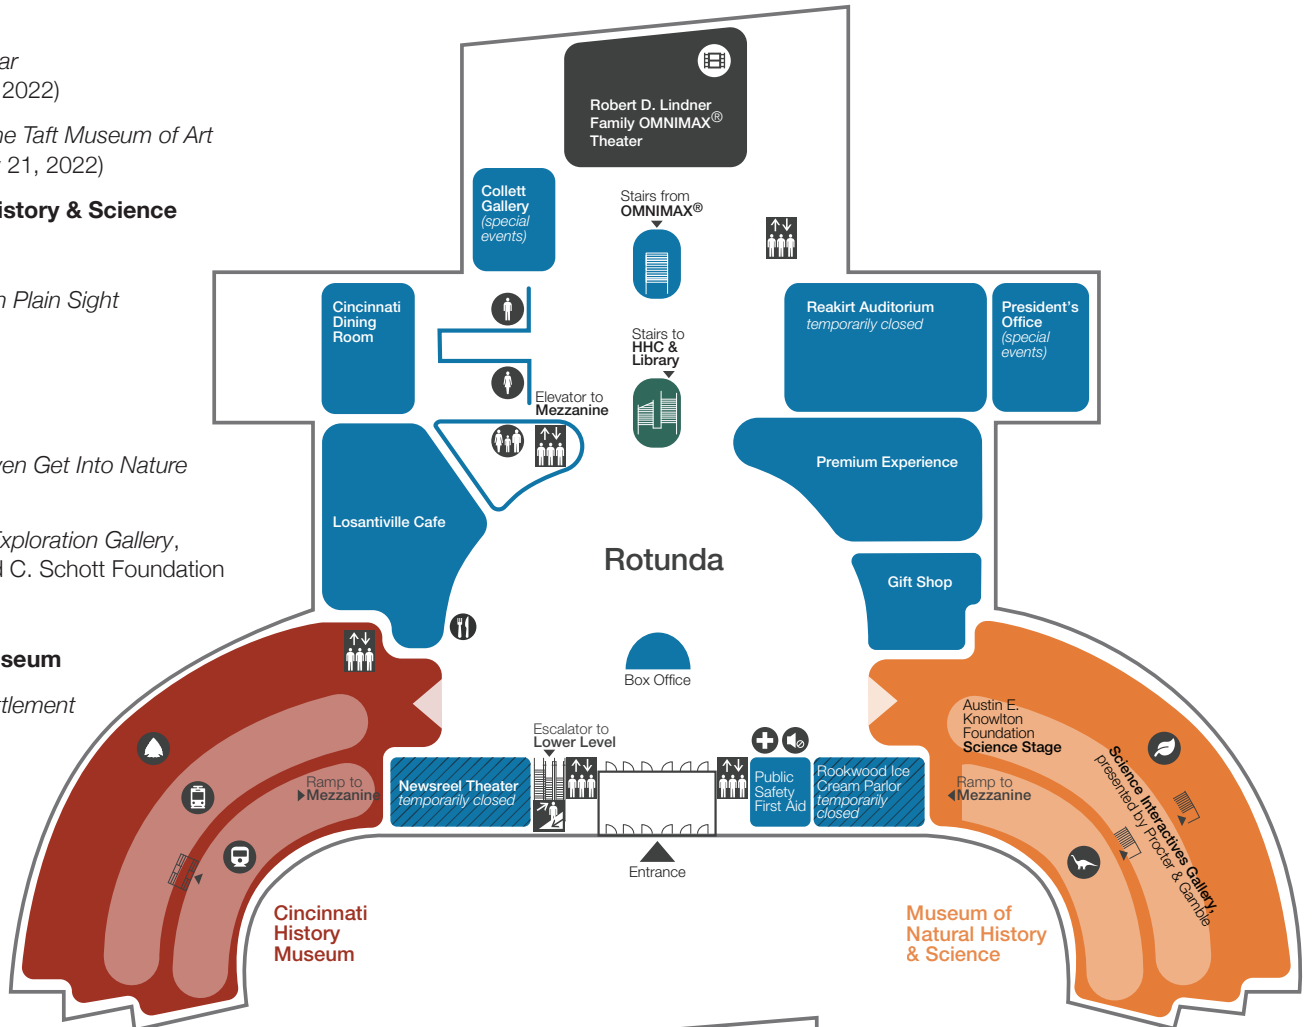 ar
2022)
ne Taft Museum of Art
21, 2022)
istory & Science
n Plain Sight
ven Get Into Nature
Exploration Gallery,
d C. Schott Foundation
useum
ttlement
Robert D. Lindner
Family OMNIMAX®
Theater
Collett
Gallery
(special
events)
Stairs from
OMNIMAX®
Cincinnati
Dining
Room
Stairs to
HHC &
Library
Reakirt Auditorium
temporarily closed
President's
Office
(special
events)
Elevator to
Mezzanine
Losantiville Cafe
Premium Experience
Rotunda
Gift Shop
Box Office
Escalator to
Lower Level
Newsreel Theater
temporarily closed
Public
Safety
First Aid
Rookwood Ice
Cream Parlor
temporarily
closed
Entrance
Ramp to
Mezzanine
Cincinnati
History
Museum
Austin E.
Knowlton
Foundation
Science Stage
Ramp to
Mezzanine
Science Interactives Gallery,
presented by Procter & Gamble
Museum of
Natural History
& Science